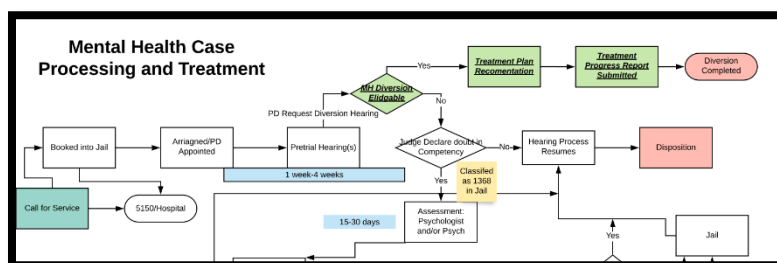 Mental Health Case
Processing and Treatment
Yes
Treatment Plan
Recomentation
Treatment
Progress Report
Submitted
Diversion
Completed
MH Diversion
Elidgable
PD Request Diversion Hearing
No
Booked into Jail
Arriagned/PD
Appointed
Pretrial Hearing(s)
Judge Declare doubt in
Competency
No
Hearing Process
Resumes
Disposition
1 week-4 weeks
Yes
Classifed
as 1368
in Jail
Call for Service
5150/Hospital
15-30 days
Assessment:
Psychologist
and/or Psych
Yes
Jail